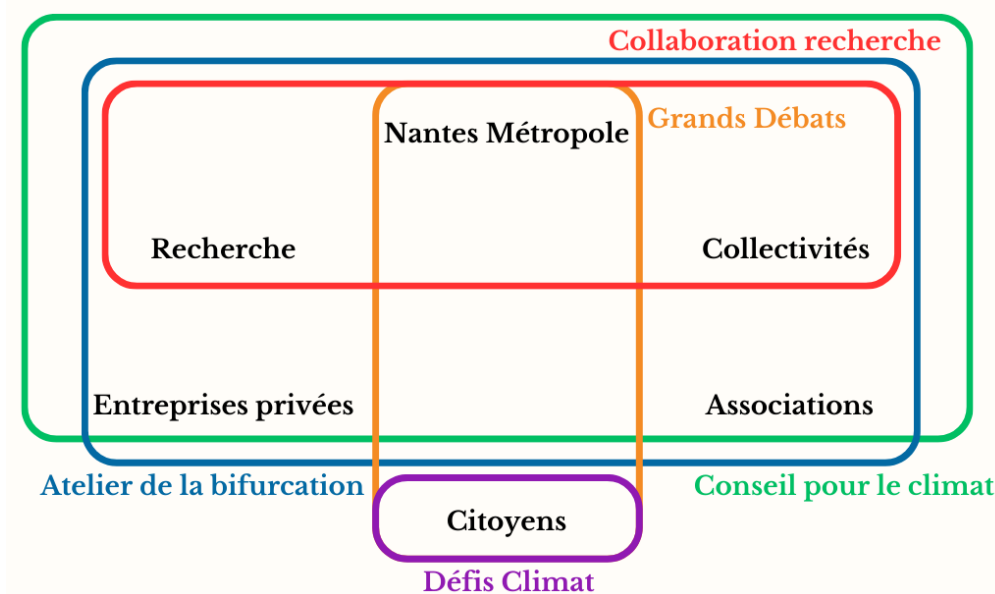 Collaboration recherche
Grands Débats
Nantes Métropole
Recherche
Collectivités
Entreprises privées
Associations
Atelier de la bifurcation
Conseil pour le climat
Citoyens
Défis Climat